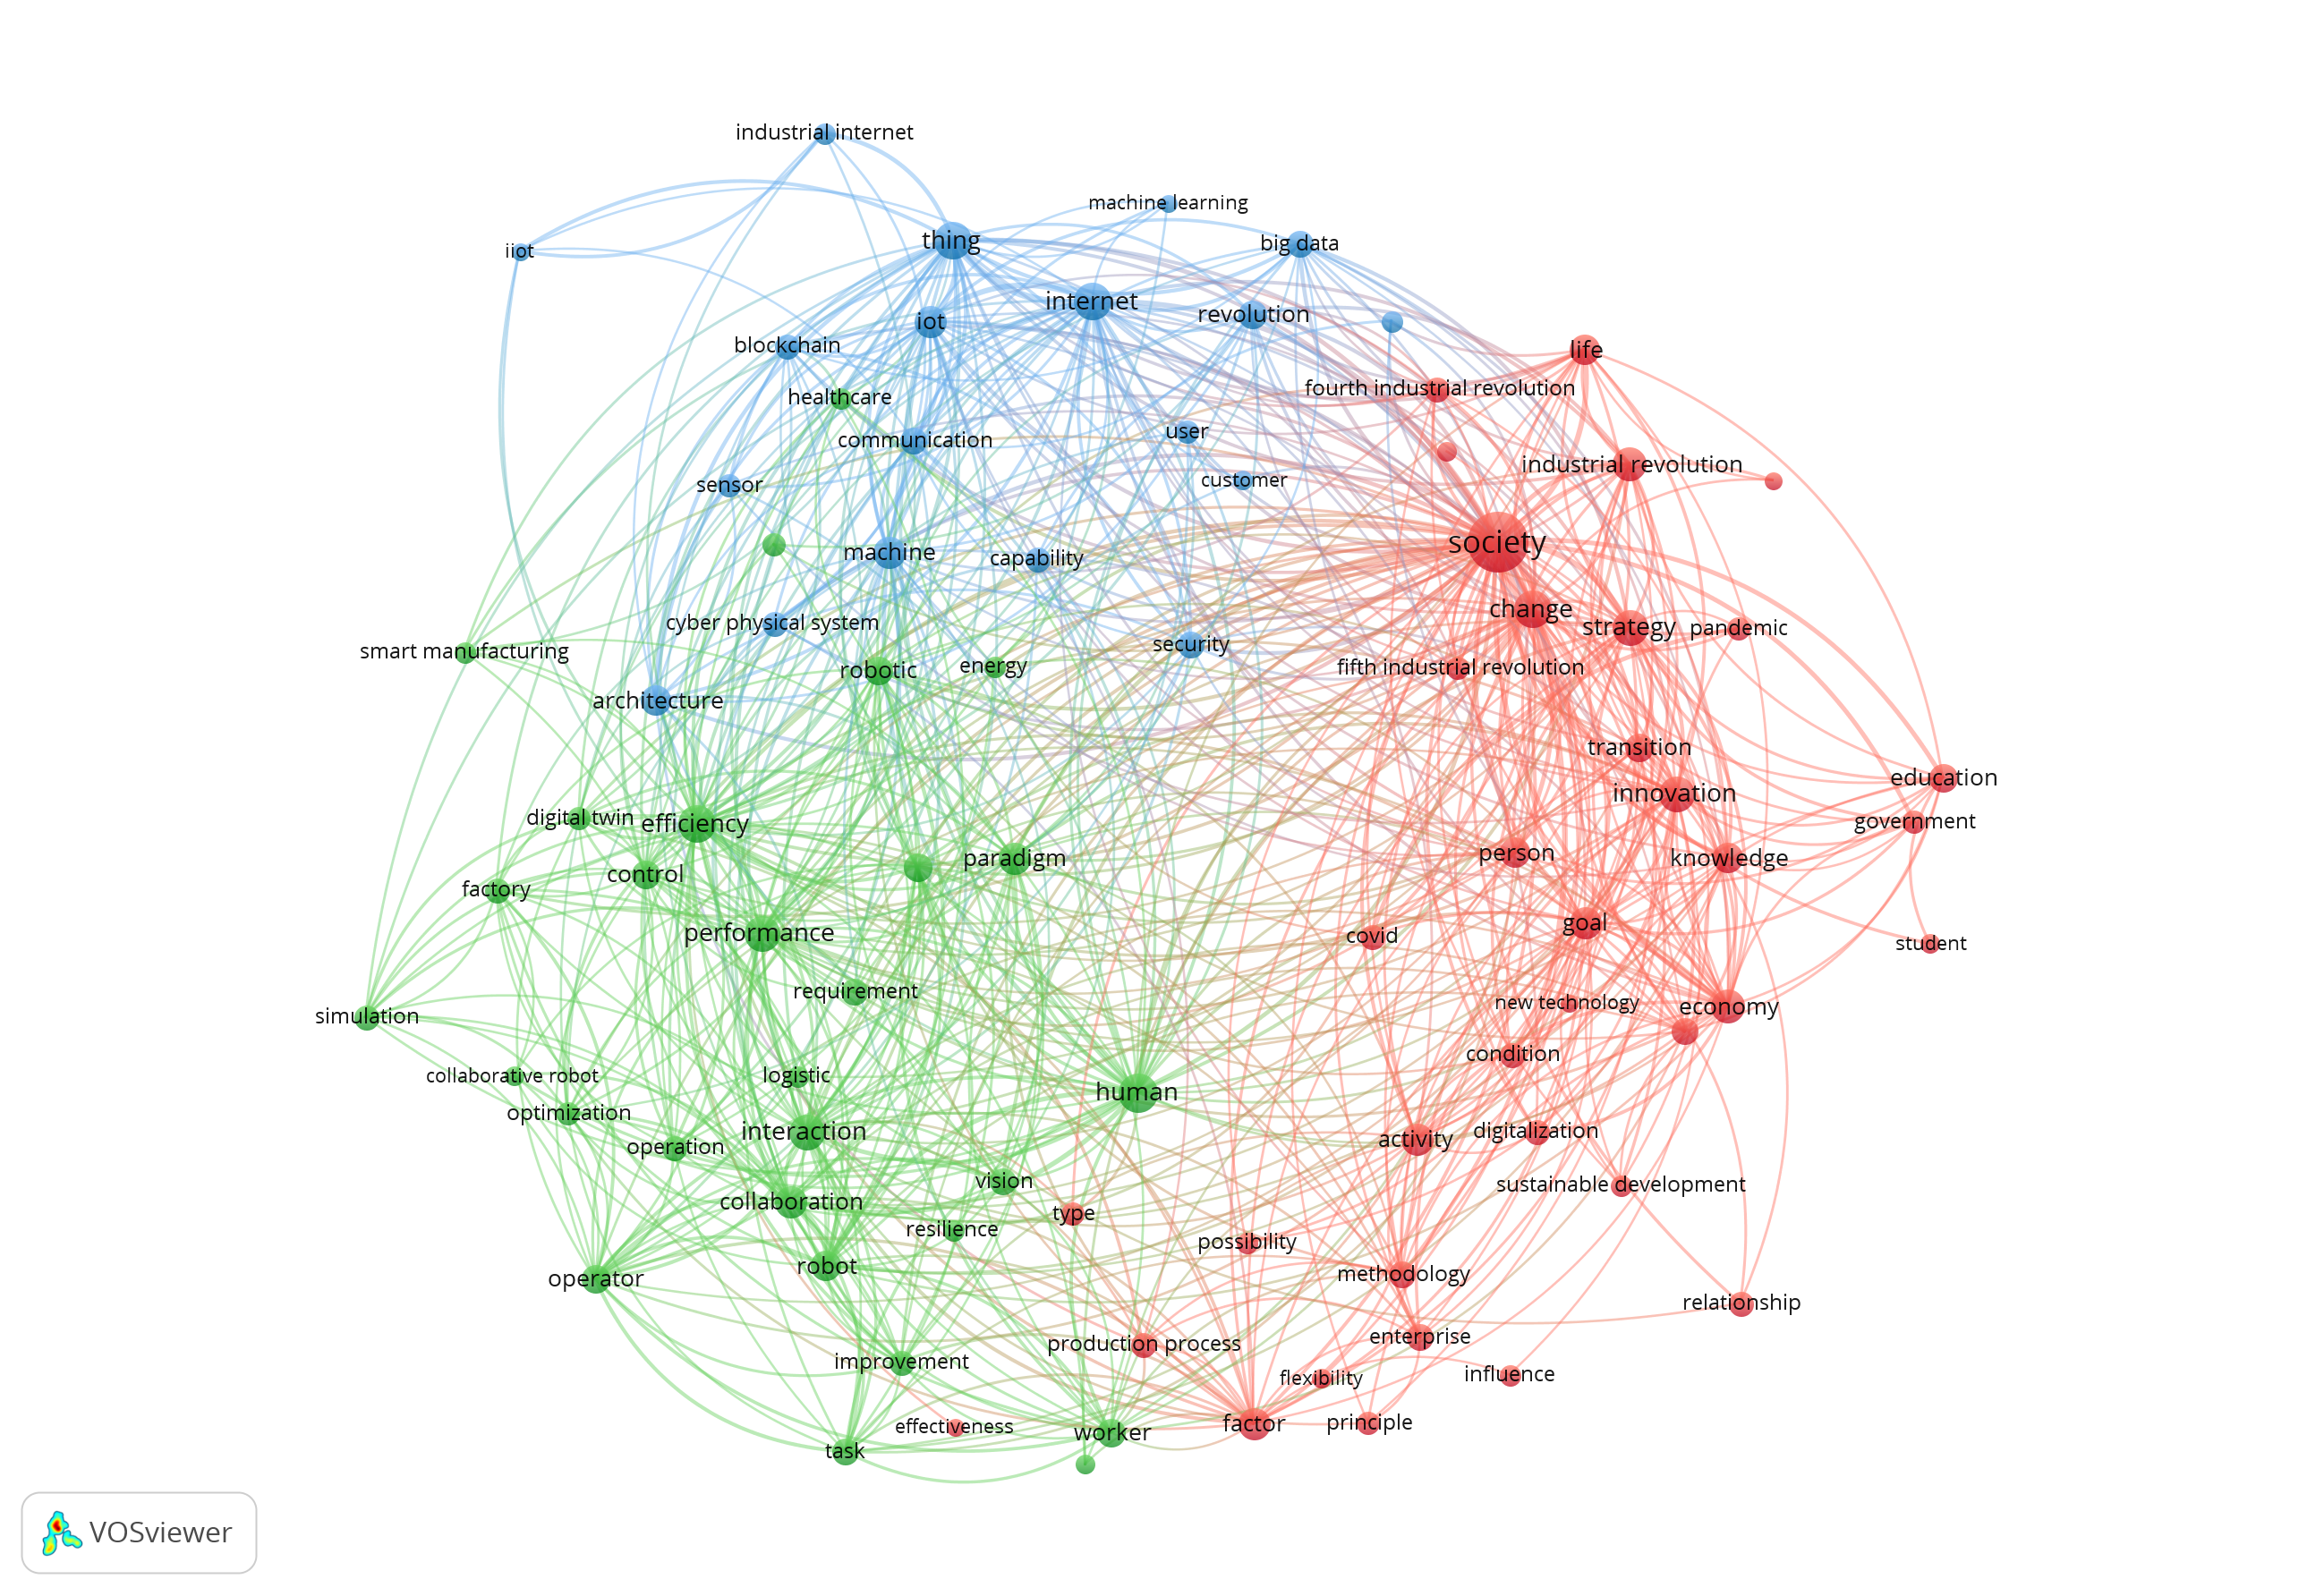 industrial internet
machine learning
thing
big data
iiot
internet
revolution
iot
blockchain
life
fourth industrial revolution
healthcare
user
communication
industrial revolution
customer
sensor
society
machine
capability
change
cyber physical system
strategy
pandemic
security
smart manufacturing
energy
fifth industrial revolution
robotic
architecture
transition
education
innovation
digital twin
efficiency
government
person
paradigm
knowledge
control
factory
goal
performance
covid
student
requirement
new technology
economy
simulation
condition
collaborative robot
logistic
human
optimization
interaction
digitalization
activity
operation
vision
sustainable development
collaboration
type
resilience
possibility
robot
methodology
operator
relationship
enterprise
production process
improvement
influence
flexibility
principle
factor
effectiveness
worker
task
VOSviewer